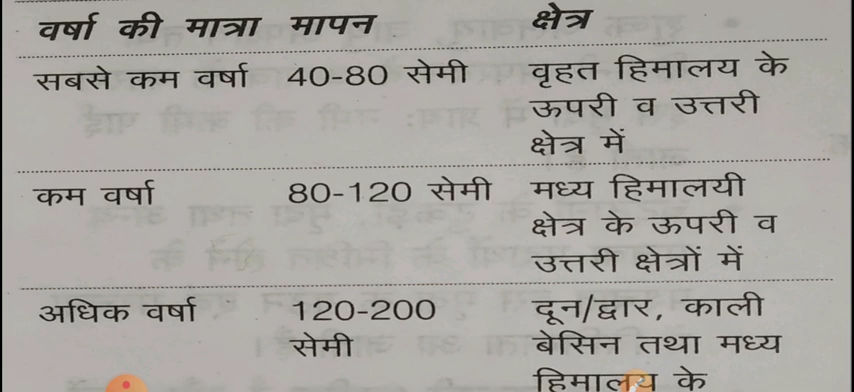 वर्षा की मात्रा मापन क्षेत्र
सबसे कम वर्षा 40-80 सेमी वृहत हिमालय के
ऊपरी व उत्तरी
क्षेत्र में
कम वर्षा 80-120 सेमी मध्य हिमालयी
क्षेत्र के ऊपरी व
उत्तरी क्षेत्रों में
अधिक वर्षा 120-200 दून/द्वार, काली
सेमी बेसिन तथा मध्य
हिमालय के